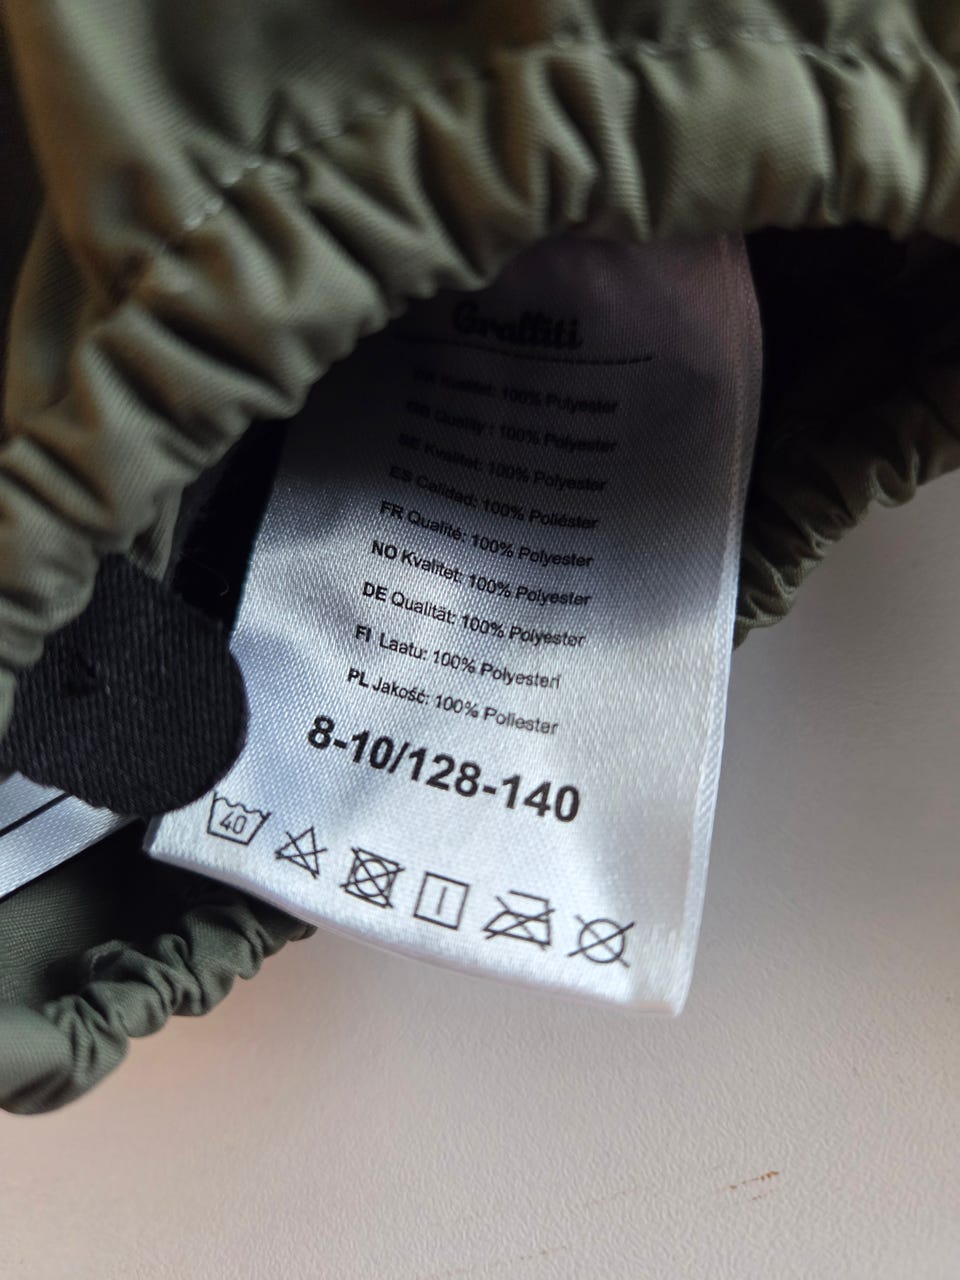 Graffiti
DK Kvalitet: 100% Polyester
GB Quality : 100% Polyester
SE Kvalitet: 100% Polyester
ES Calidad: 100% Poliéster
FR Qualité: 100% Polyester
NO Kvalitet: 100% Polyester
DE Qualität: 100% Polyester
FI Laatu: 100% Polyesteri
PL Jakość: 100% Poliester
8-10/128-140
40